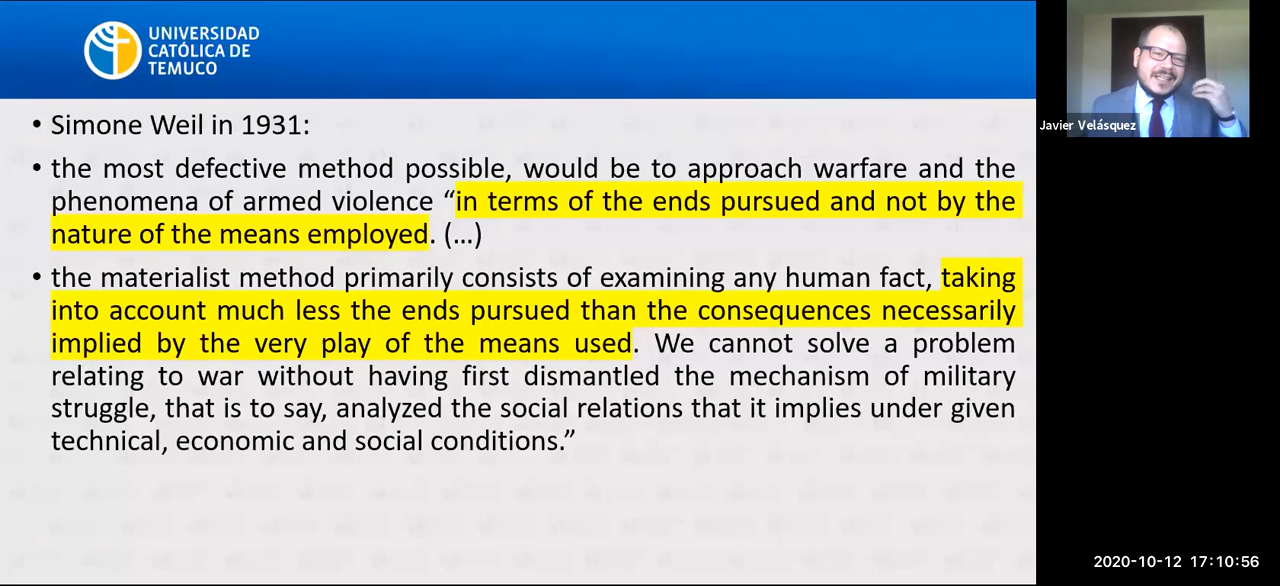 UNIVERSIDAD
CATÓLICA DE
TEMUCO
• Simone Weil in 1931:
• the most defective method possible, would be to approach warfare and the
phenomena of armed violence “in terms of the ends pursued and not by the
nature of the means employed. (…)
• the materialist method primarily consists of examining any human fact, taking
into account much less the ends pursued than the consequences necessarily
implied by the very play of the means used. We cannot solve a problem
relating to war without having first dismantled the mechanism of military
struggle, that is to say, analyzed the social relations that it implies under given
technical, economic and social conditions.”
Javier Velásquez
2020-10-12 17:10:56